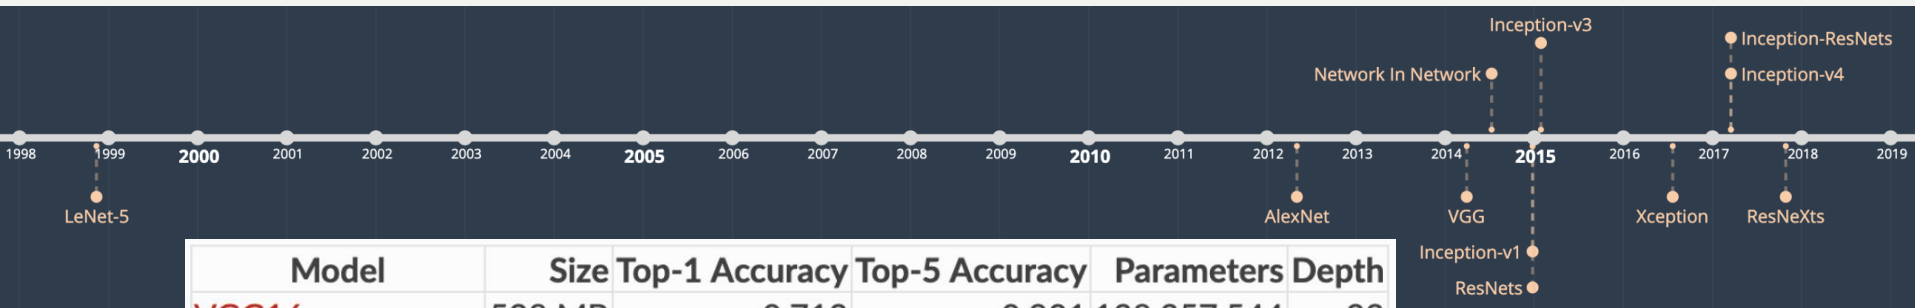 Inception-v3
Inception-ResNets
Network In Network
Inception-v4
1998 1999 2000 2001 2002 2003 2004 2005 2006 2007 2008 2009 2010 2011 2012 2013 2014 2015 2016 2017 2018 2019
LeNet-5 AlexNet VGG Xception ResNeXts
Inception-v1
ResNets
Model Size Top-1 Accuracy Top-5 Accuracy Parameters Depth